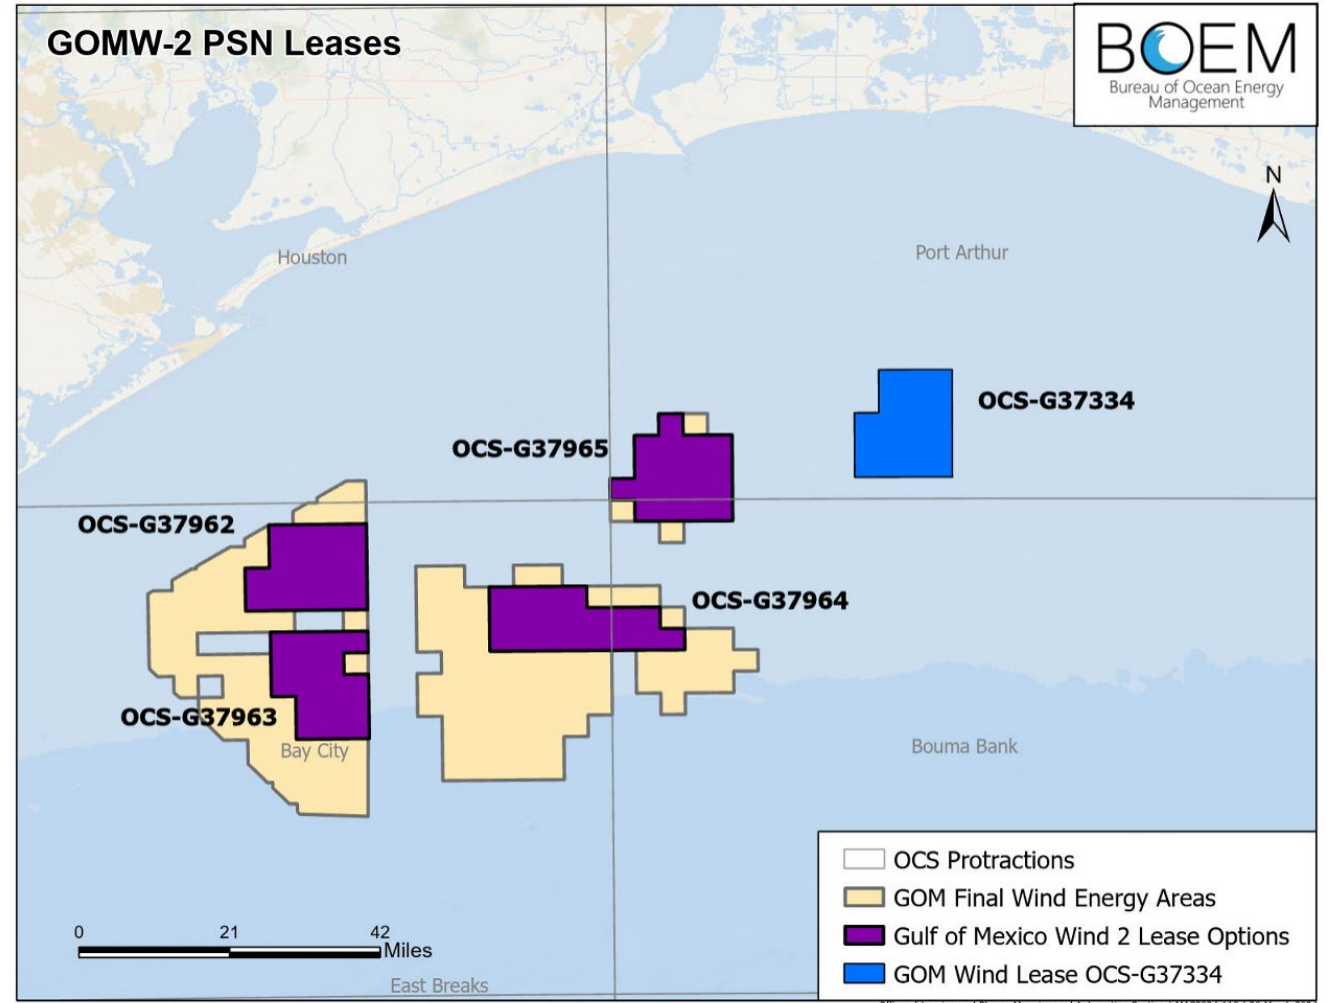 GOMW-2 PSN Leases
BOEM
Bureau of Ocean Energy
Management
N
Houston
Port Arthur
OCS-G37334
OCS-G37965
OCS-G37962
OCS-G37964
OCS-G37963
Bay City
Bouma Bank
East Breaks
0 21 42
Miles
OCS Protractions
GOM Final Wind Energy Areas
Gulf of Mexico Wind 2 Lease Options
GOM Wind Lease OCS-G37334